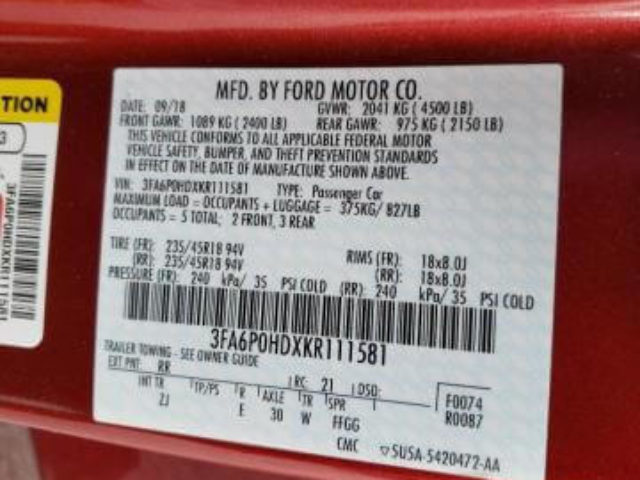 MFD. BY FORD MOTOR CO.
DATE: 09/18 GVWR: 2041 KG ( 4500 LB)
FRONT GAWR: 1089 KG ( 2400 LB) REAR GAWR: 975 KG ( 2150 LB)
THIS VEHICLE CONFORMS TO ALL APPLICABLE FEDERAL MOTOR
VEHICLE SAFETY, BUMPER, AND THEFT PREVENTION STANDARDS
IN EFFECT ON THE DATE OF MANUFACTURE SHOWN ABOVE.
VIN: 3FA6P0HDXKR111581 TYPE: Passenger Car
MAXIMUM LOAD = OCCUPANTS + LUGGAGE = 375KG/ 827LB
OCCUPANTS = 5 TOTAL; 2 FRONT, 3 REAR
TIRE (FR): 235/45R18 94V RIMS (FR): 18x8.0J
(RR): 235/45R18 94V (RR): 18x8.0J
PRESSURE (FR): 240 kPa/ 35 PSI COLD (RR): 240 kPa/ 35 PSI COLD
3FA6P0HDXKR111581
TRAILER TOWING - SEE OWNER GUIDE
EXT PNT: RR RC: 21 DSO: F0074
INT TR TP/PS R AXLE TR SPR R0087
2J E 30 W FFGG
CMC ▽5U5A-5420472-AA
TION
3
3FA6P0HDXKR111581